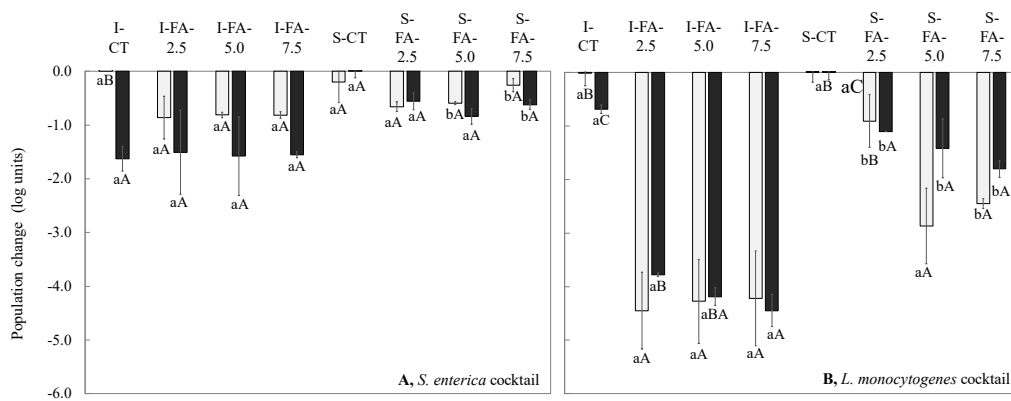 I-
CT
I-FA-
2.5
I-FA-
5.0
I-FA-
7.5
S-CT
S-
FA-
2.5
S-
FA-
5.0
S-
FA-
7.5
I-
CT
I-FA-
2.5
I-FA-
5.0
I-FA-
7.5
S-CT
S-
FA-
2.5
S-
FA-
5.0
S-
FA-
7.5
Population change (log units)
0.0
-1.0
-2.0
-3.0
-4.0
-5.0
-6.0
aB
aA
aA
aA
aA
aA
aA
aA
aA
aA
aA
aA
bA
aA
bA
bA
A, S. enterica cocktail
aB
aC
aA
aB
aA
aBA
aA
aA
aB
aC
bB
bA
aA
bA
bA
bA
B, L. monocytogenes cocktail